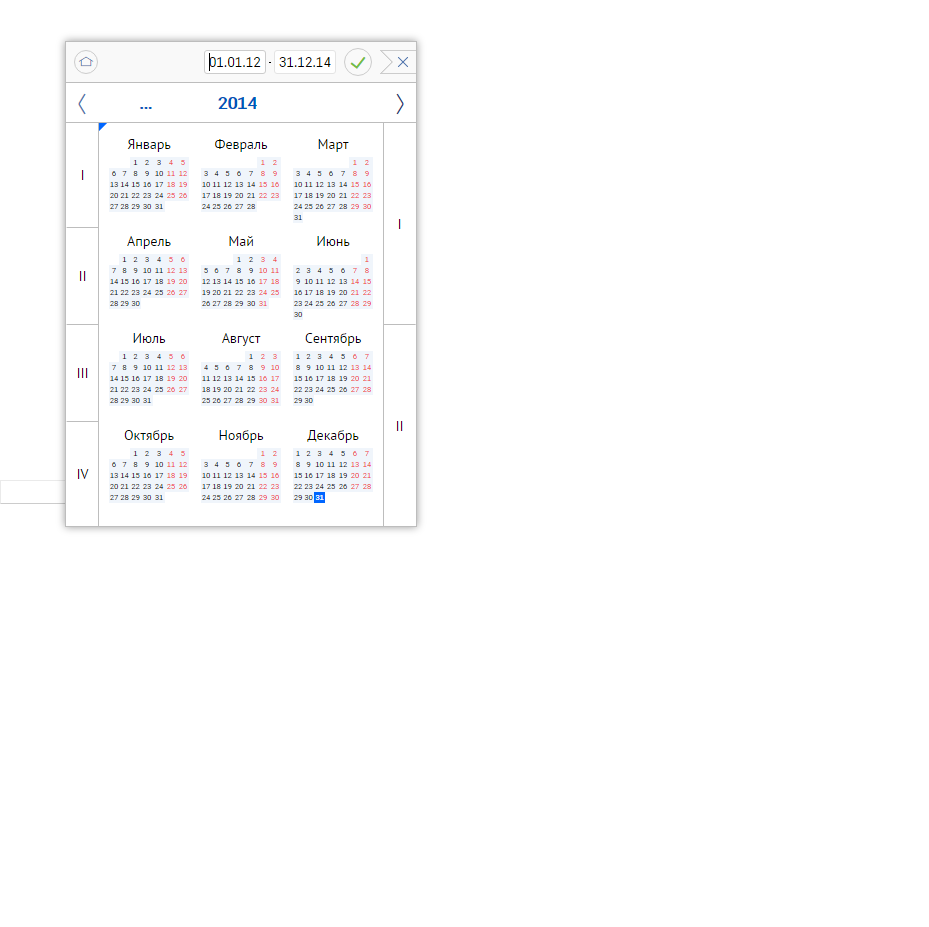 01.01.12 - 31.12.14
... 2014
Январь Февраль Март
1 2 3 4 5 1 2 1 2
6 7 8 9 10 11 12 3 4 5 6 7 8 9 3 4 5 6 7 8 9
13 14 15 16 17 18 19 10 11 12 13 14 15 16 10 11 12 13 14 15 16
I
20 21 22 23 24 25 26 17 18 19 20 21 22 23 17 18 19 20 21 22 23
27 28 29 30 31 24 25 26 27 28 24 25 26 27 28 29 30
31
I
Апрель Май Июнь
1 2 3 4 5 6 1 2 3 4 1
7 8 9 10 11 12 13 5 6 7 8 9 10 11 2 3 4 5 6 7 8
II
14 15 16 17 18 19 20 12 13 14 15 16 17 18 9 10 11 12 13 14 15
21 22 23 24 25 26 27 19 20 21 22 23 24 25 16 17 18 19 20 21 22
28 29 30 26 27 28 29 30 31 23 24 25 26 27 28 29
30
Июль Август Сентябрь
1 2 3 4 5 6 1 2 3 1 2 3 4 5 6 7
7 8 9 10 11 12 13 4 5 6 7 8 9 10 8 9 10 11 12 13 14
III
14 15 16 17 18 19 20 11 12 13 14 15 16 17 15 16 17 18 19 20 21
21 22 23 24 25 26 27 18 19 20 21 22 23 24 22 23 24 25 26 27 28
28 29 30 31 25 26 27 28 29 30 31 29 30
II
Октябрь Ноябрь Декабрь
1 2 3 4 5 1 2 1 2 3 4 5 6 7
6 7 8 9 10 11 12 3 4 5 6 7 8 9 8 9 10 11 12 13 14
IV
13 14 15 16 17 18 19 10 11 12 13 14 15 16 15 16 17 18 19 20 21
20 21 22 23 24 25 26 17 18 19 20 21 22 23 22 23 24 25 26 27 28
27 28 29 30 31 24 25 26 27 28 29 30 29 30 31